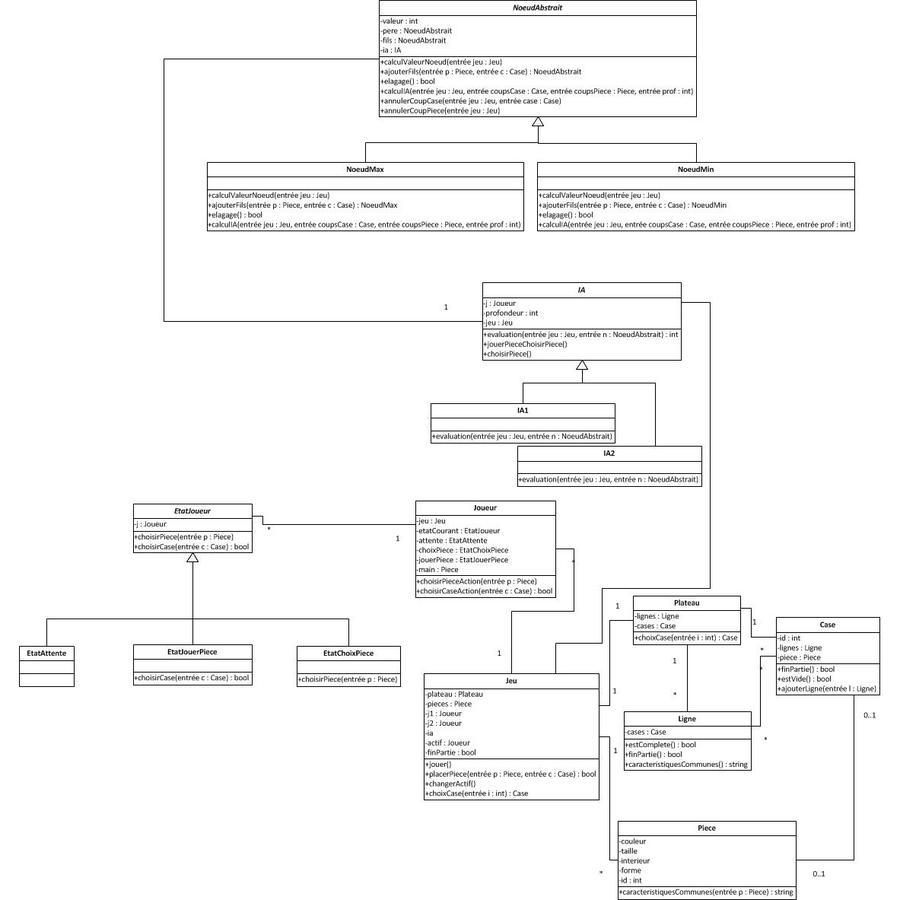 NoeudAbstrait
-valeur : int
-pere : NoeudAbstrait
-fils : NoeudAbstrait
-ia : IA
+calculValeurNoeud(entrée jeu : Jeu)
+ajouterFils(entrée p : Piece, entrée c : Case) : NoeudAbstrait
+elagage() : bool
+calculIA(entrée jeu : Jeu, entrée coupsCase : Case, entrée coupsPiece : Piece, entrée prof : int)
+annulerCoupCase(entrée jeu : Jeu, entrée case : Case)
+annulerCoupPiece(entrée jeu : Jeu)
NoeudMax
+calculValeurNoeud(entrée jeu : Jeu)
+ajouterFils(entrée p : Piece, entrée c : Case) : NoeudMax
+elagage() : bool
+calculIA(entrée jeu : Jeu, entrée coupsCase : Case, entrée coupsPiece : Piece, entrée prof : int)
NoeudMin
+calculValeurNoeud(entrée jeu : Jeu)
+ajouterFils(entrée p : Piece, entrée c : Case) : NoeudMin
+elagage() : bool
+calculIA(entrée jeu : Jeu, entrée coupsCase : Case, entrée coupsPiece : Piece, entrée prof : int)
1
IA
-j : Joueur
-profondeur : int
-jeu : Jeu
+evaluation(entrée jeu : Jeu, entrée n : NoeudAbstrait) : int
+jouerPieceChoisirPiece()
+choisirPiece()
IA1
+evaluation(entrée jeu : Jeu, entrée n : NoeudAbstrait)
IA2
+evaluation(entrée jeu : Jeu, entrée n : NoeudAbstrait)
EtatJoueur
-j : Joueur
+choisirPiece(entrée p : Piece)
+choisirCase(entrée c : Case) : bool
*
1
Joueur
-jeu : Jeu
-etatCourant : EtatJoueur
-attente : EtatAttente
-choixPiece : EtatChoixPiece
-jouerPiece : EtatJouerPiece
-main : Piece
+choisirPieceAction(entrée p : Piece)
+choisirCaseAction(entrée c : Case) : bool
*
1
EtatAttente
EtatJouerPiece
+choisirCase(entrée c : Case) : bool
EtatChoixPiece
+choisirPiece(entrée p : Piece)
1
Plateau
-lignes : Ligne
-cases : Case
+choixCase(entrée i : int) : Case
1
Case
-id : int
-lignes : Ligne
-piece : Piece
+finPartie() : bool
+estVide() : bool
+ajouterLigne(entrée l : Ligne)
*
*
1
*
Jeu
-plateau : Plateau
-pieces : Piece
-j1 : Joueur
-j2 : Joueur
-ia
-actif : Joueur
-finPartie : bool
+jouer()
+placerPiece(entrée p : Piece, entrée c : Case) : bool
+changerActif()
+choixCase(entrée i : int) : Case
1
1
Ligne
-cases : Case
+estComplete() : bool
+finPartie() : bool
+caracteristiquesCommunes() : string
*
0..1
Piece
-couleur
-taille
-interieur
-forme
-id : int
+caracteristiquesCommunes(entrée p : Piece) : string
*
0..1